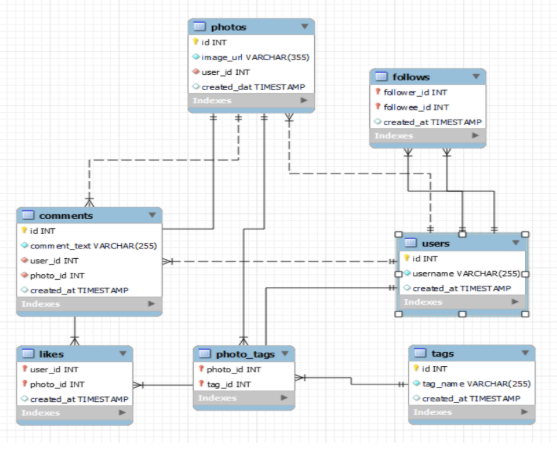 photos
id INT
image_url VARCHAR(355)
user_id INT
created_dat TIMESTAMP
Indexes
follows
follower_id INT
followee_id INT
created_at TIMESTAMP
Indexes
comments
id INT
comment_text VARCHAR(255)
user_id INT
photo_id INT
created_at TIMESTAMP
Indexes
users
id INT
username VARCHAR(255)
created_at TIMESTAMP
Indexes
likes
user_id INT
photo_id INT
created_at TIMESTAMP
Indexes
photo_tags
photo_id INT
tag_id INT
Indexes
tags
id INT
tag_name VARCHAR(255)
created_at TIMESTAMP
Indexes